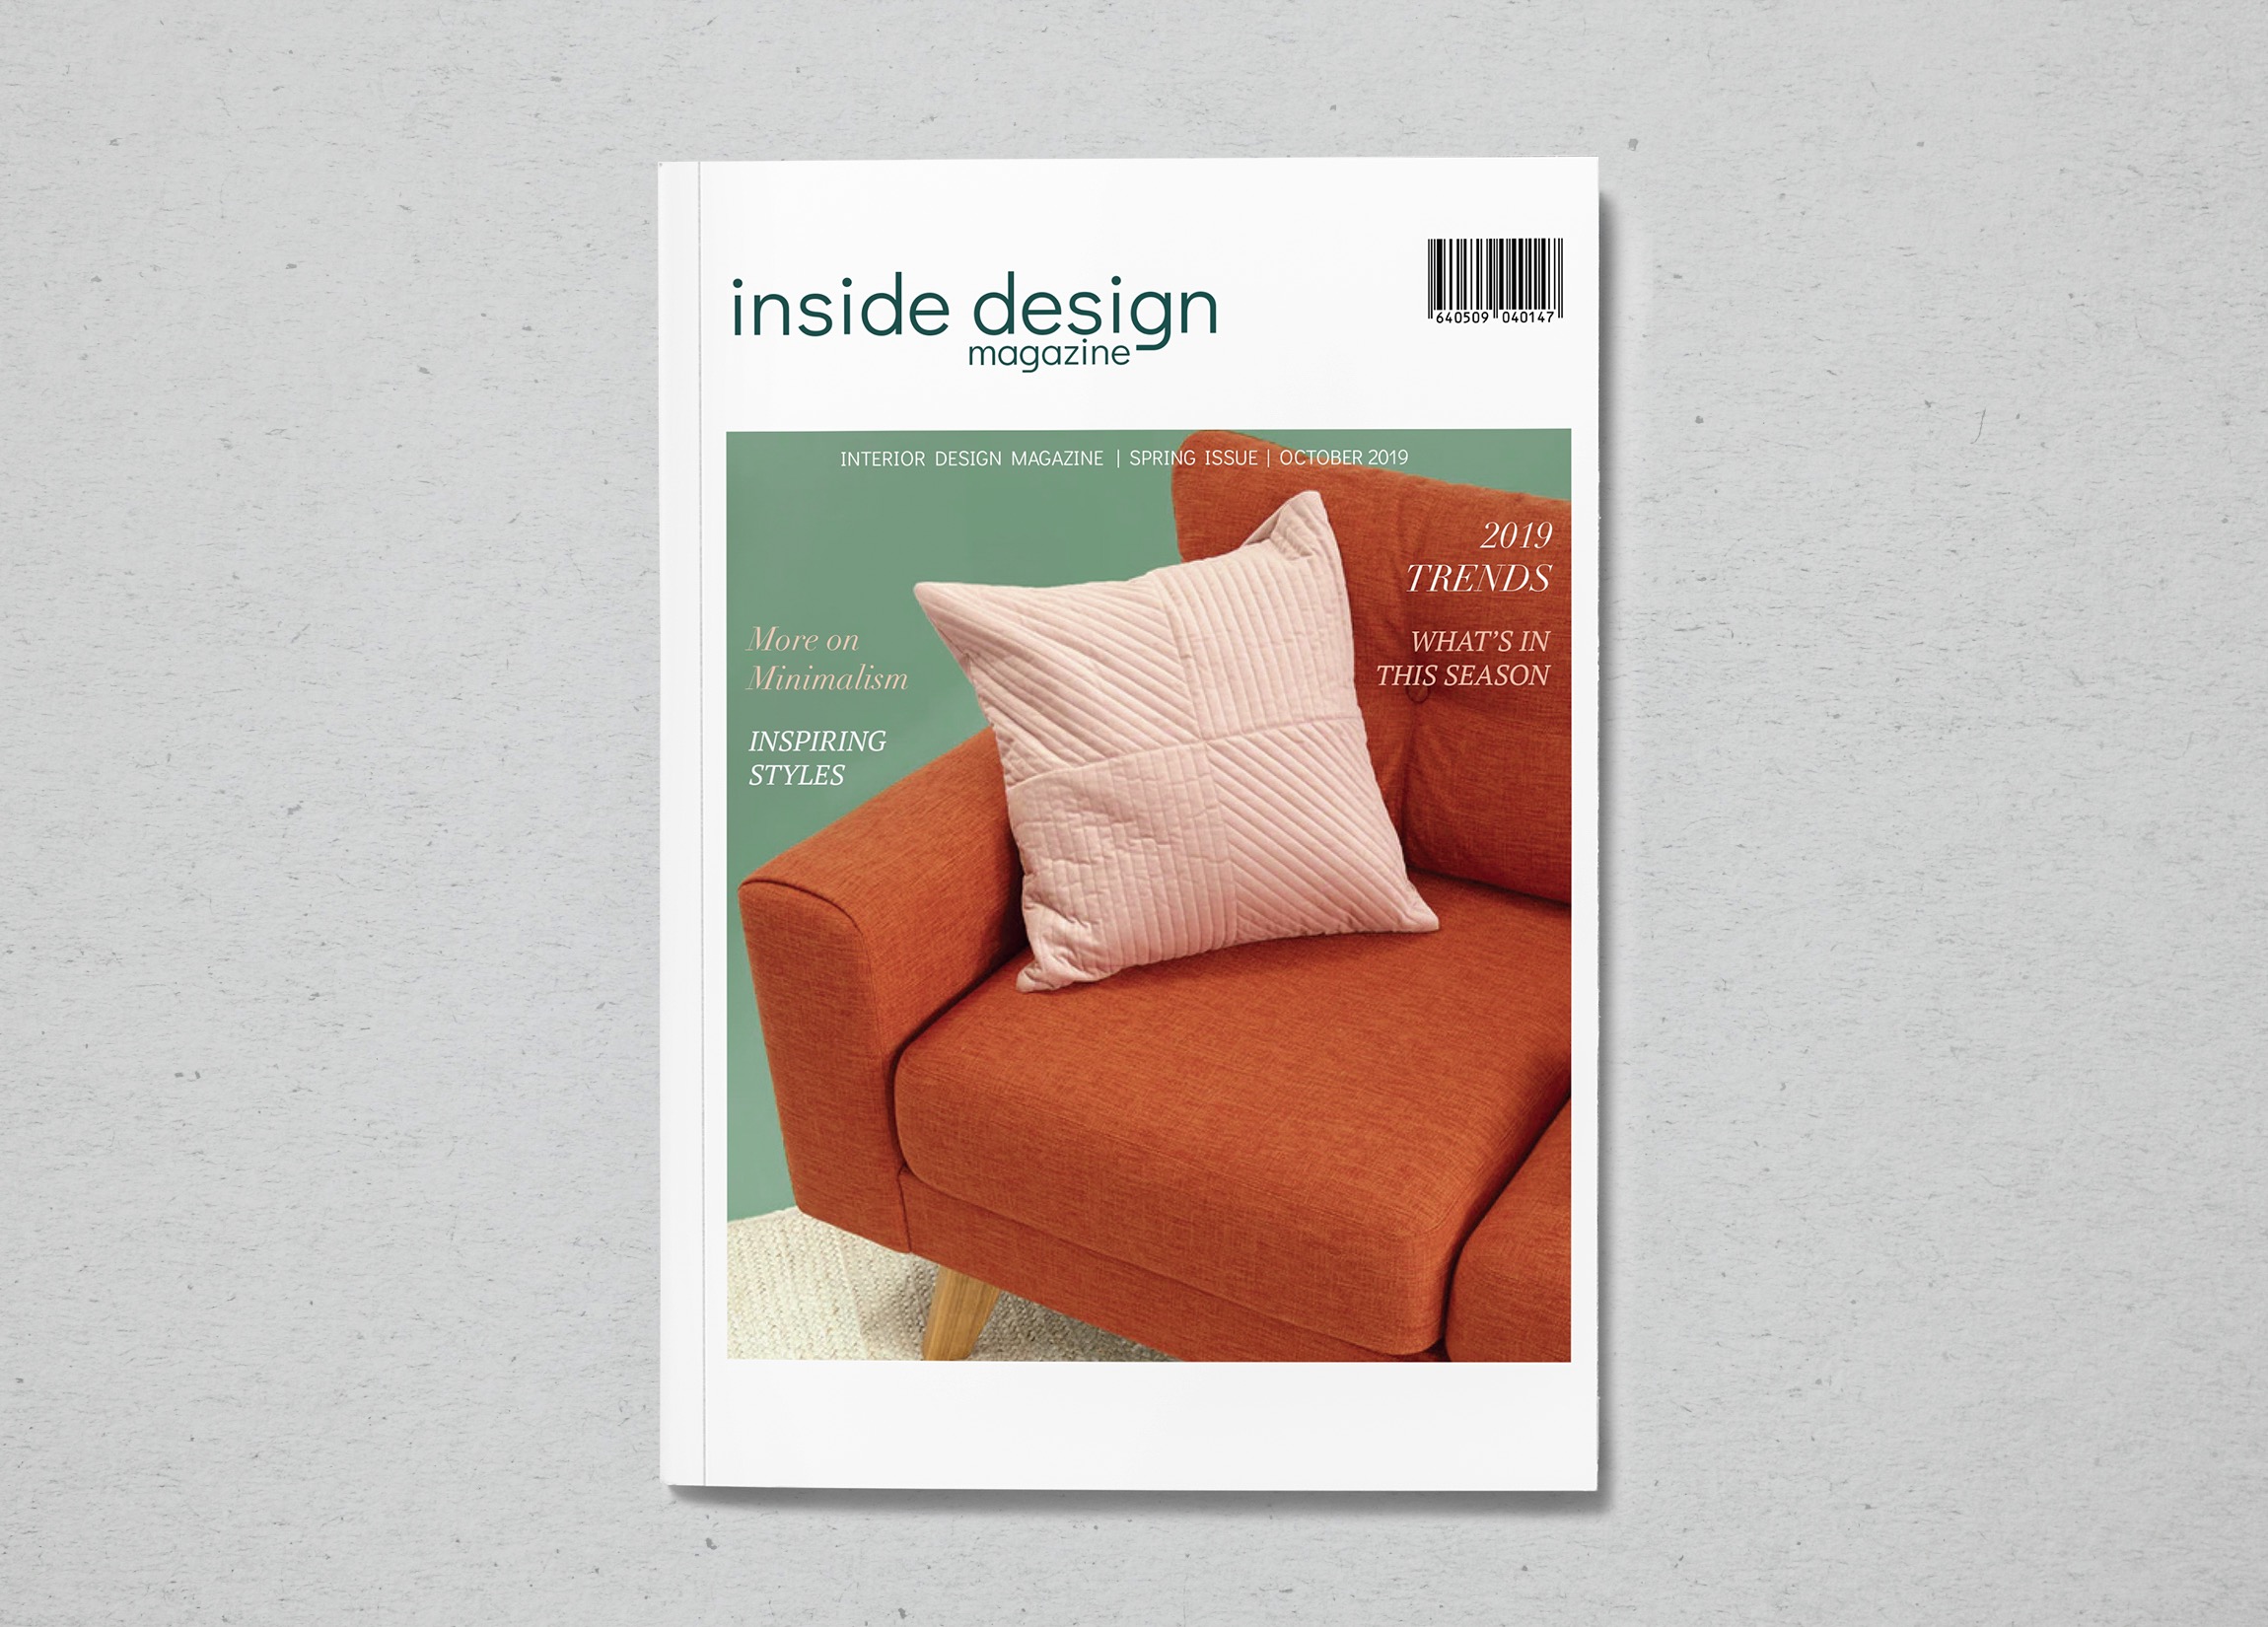 inside design
magazine
640509 040147
INTERIOR DESIGN MAGAZINE | SPRING ISSUE | OCTOBER 2019
2019
TRENDS
WHAT'S IN
THIS SEASON
More on
Minimalism
INSPIRING
STYLES